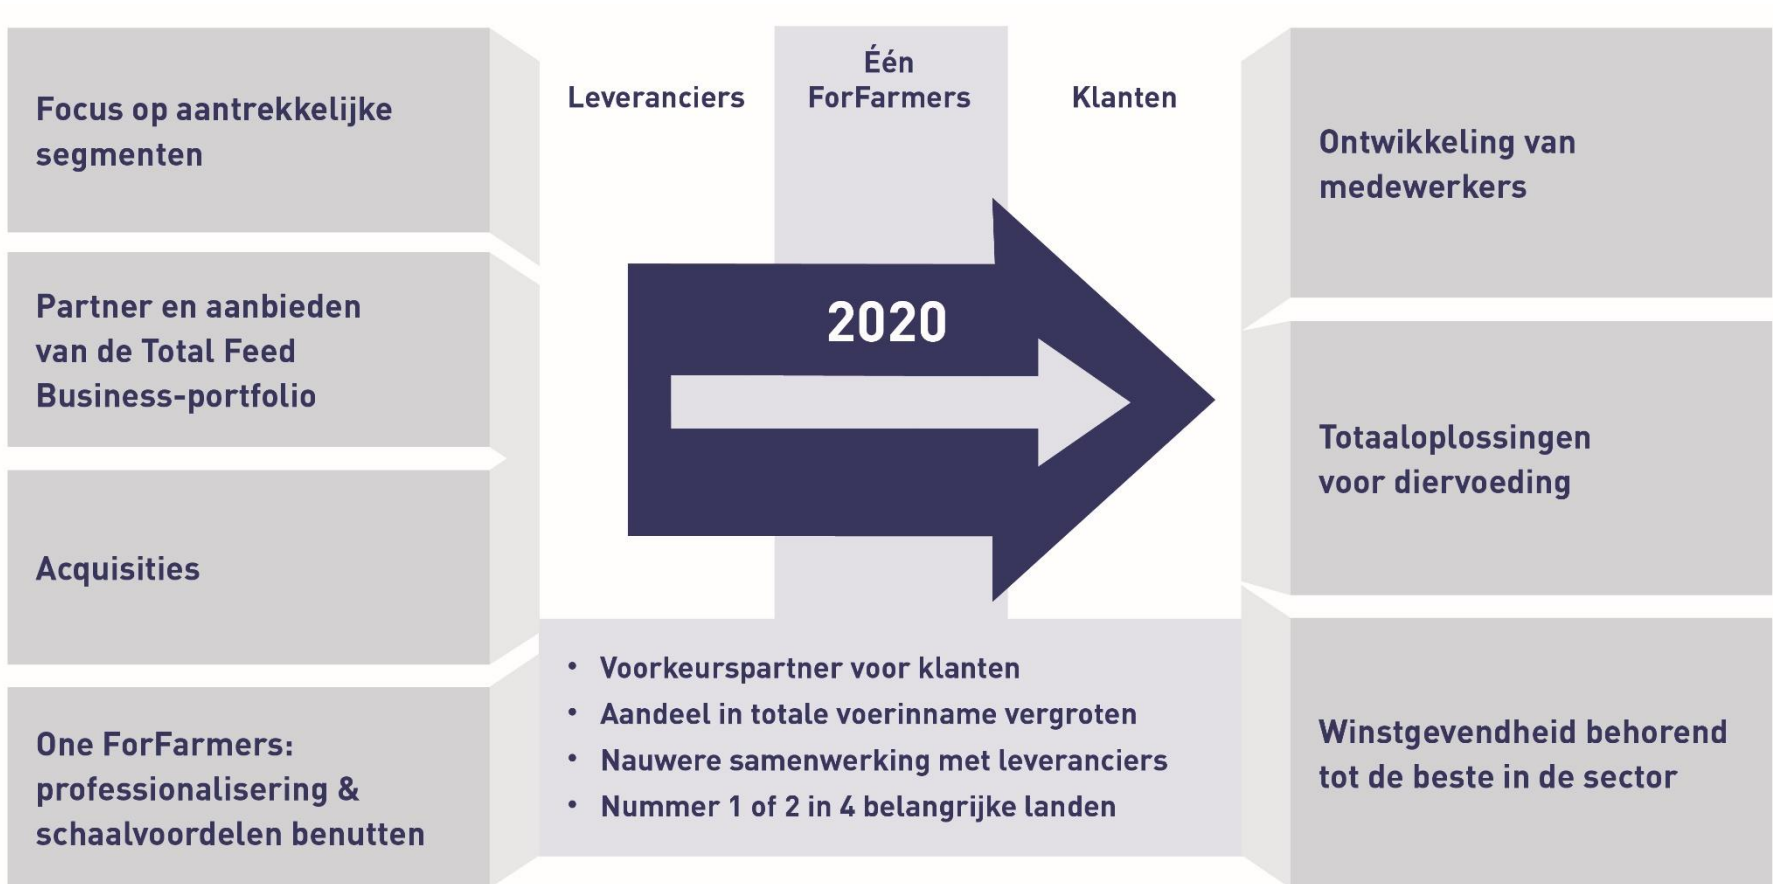 Focus op aantrekkelijke
segmenten
Partner en aanbieden
van de Total Feed
Business-portfolio
Acquisities
One ForFarmers:
professionalisering &
schaalvoordelen benutten
Leveranciers
Één
ForFarmers
Klanten
2020
• Voorkeurspartner voor klanten
• Aandeel in totale voerinname vergroten
• Nauwere samenwerking met leveranciers
• Nummer 1 of 2 in 4 belangrijke landen
Ontwikkeling van
medewerkers
Totaaloplossingen
voor diervoeding
Winstgevendheid behorend
tot de beste in de sector